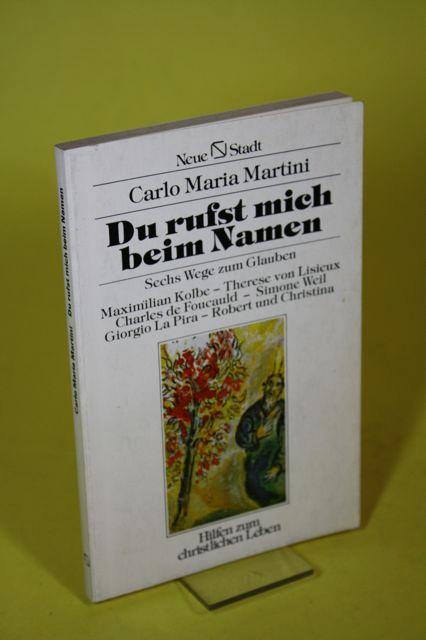 Neue Stadt
Carlo Maria Martini
Du rufst mich
beim Namen
Sechs Wege zum Glauben
Maximilian Kolbe – Therese von Lisieux
Charles de Foucauld – Simone Weil
Giorgio La Pira – Robert und Christina
Hilfen zum
christlichen Leben
Carlo Maria Martini Du rufst mich beim Namen